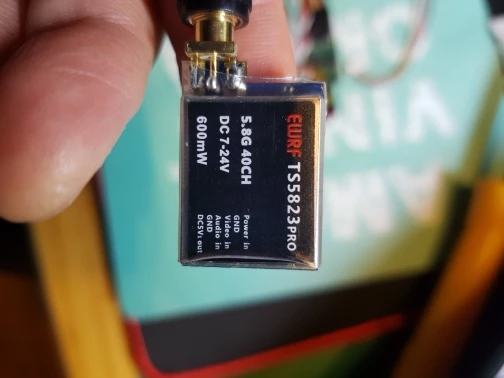 EWRF TS5823PRO
5.8G 40CH
DC 7-24V
600mW
Power in
GND
Video in
Audio in
GND
DC5V: out